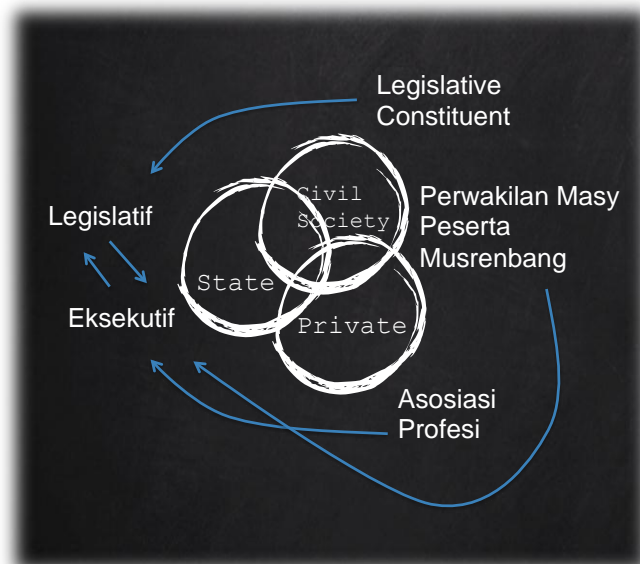 Legislative
Constituent
Civil
Society
Perwakilan Masy
Peserta
Musrenbang
Legislatif
State
Eksekutif
Private
Asosiasi
Profesi